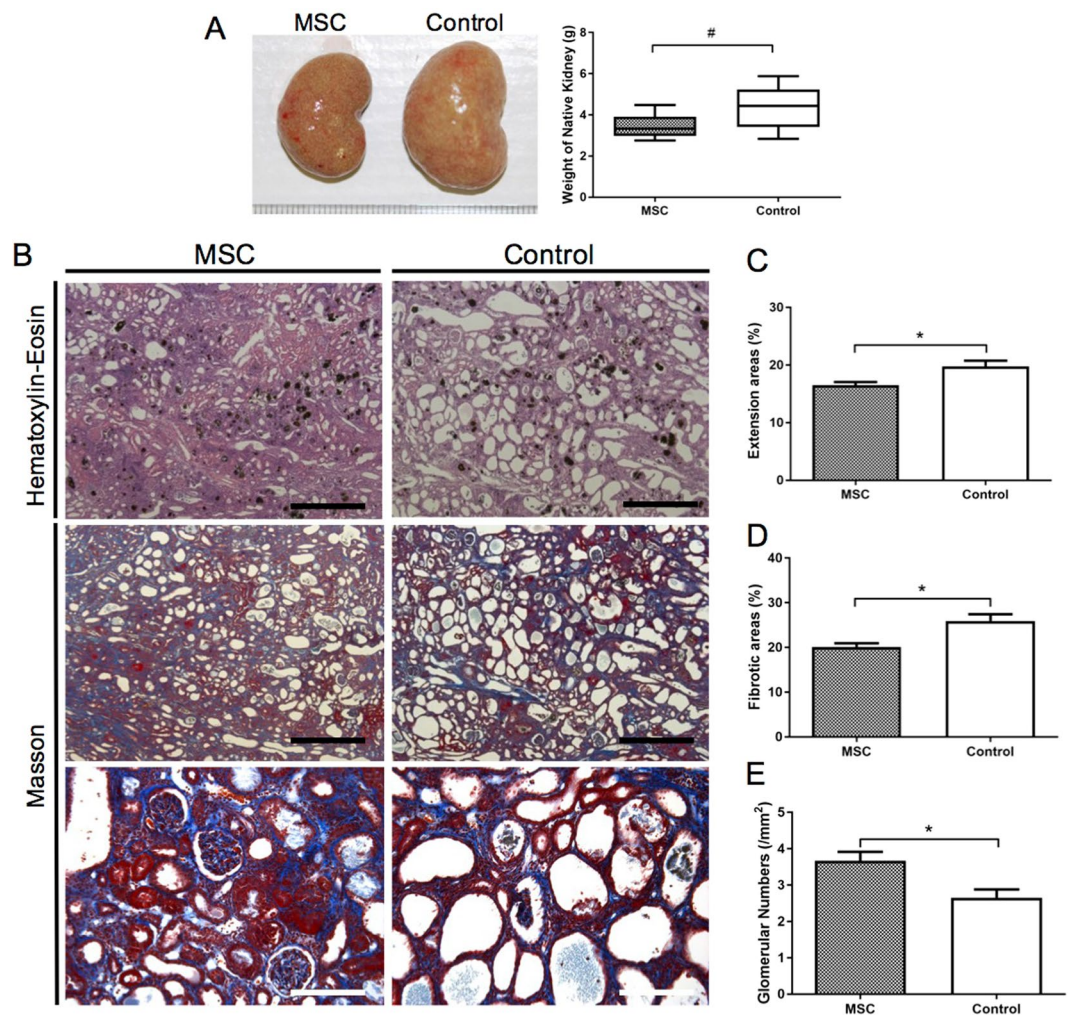 A
MSC
Control
Weight of Native Kidney (g)
8
6
4
2
0
#
MSC
Control
B
MSC
Control
Hematoxylin-Eosin
Masson
C
Extension areas (%)
30
20
10
0
*
MSC
Control
D
Fibrotic areas (%)
40
30
20
10
0
*
MSC
Control
E
Glomerular Numbers (/mm²)
5
4
3
2
1
0
*
MSC
Control